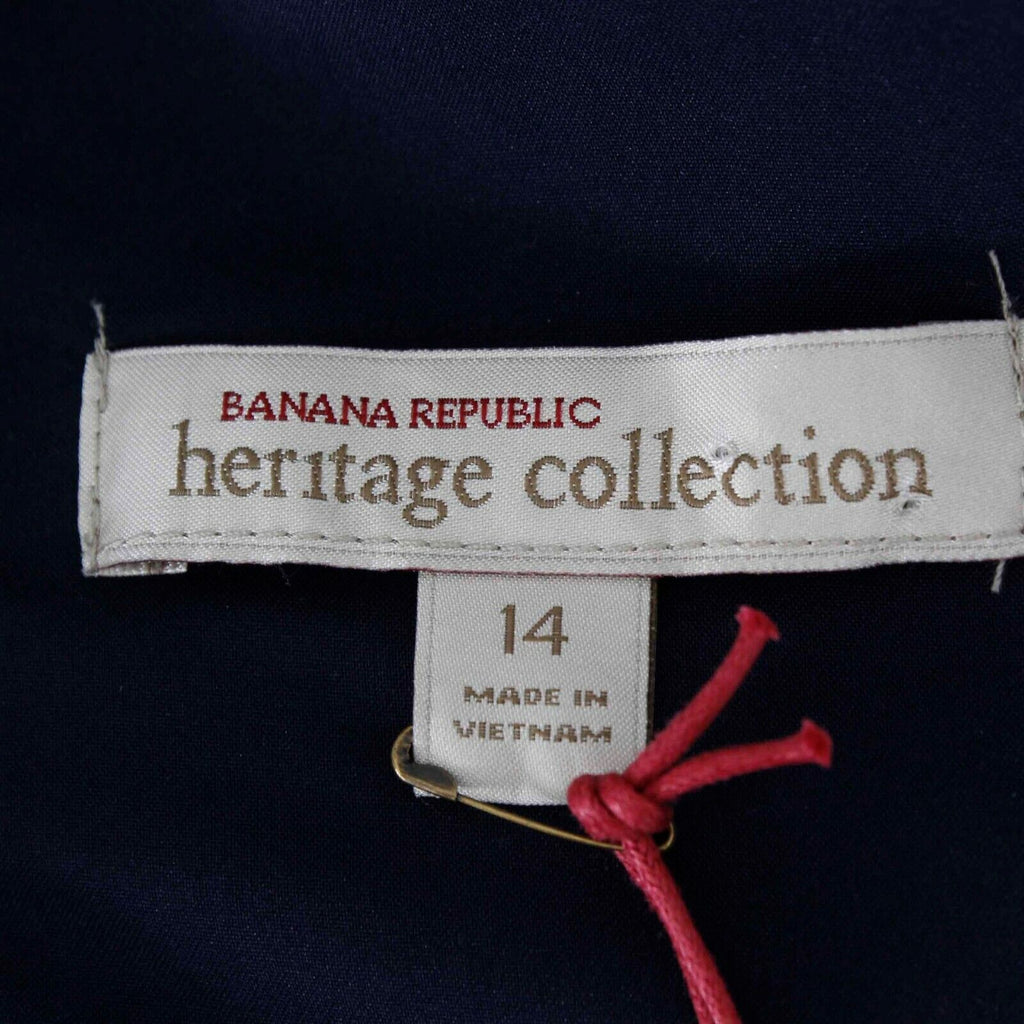 BANANA REPUBLIC
heritage collection
14
MADE IN
VIETNAM